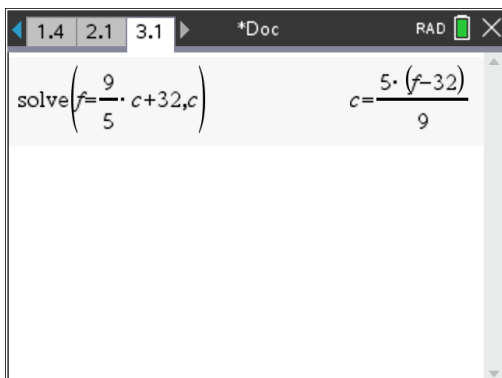 1.4 2.1 3.1 *Doc RAD
solve(f=9/5·c+32,c) c=5·(f−32)/9